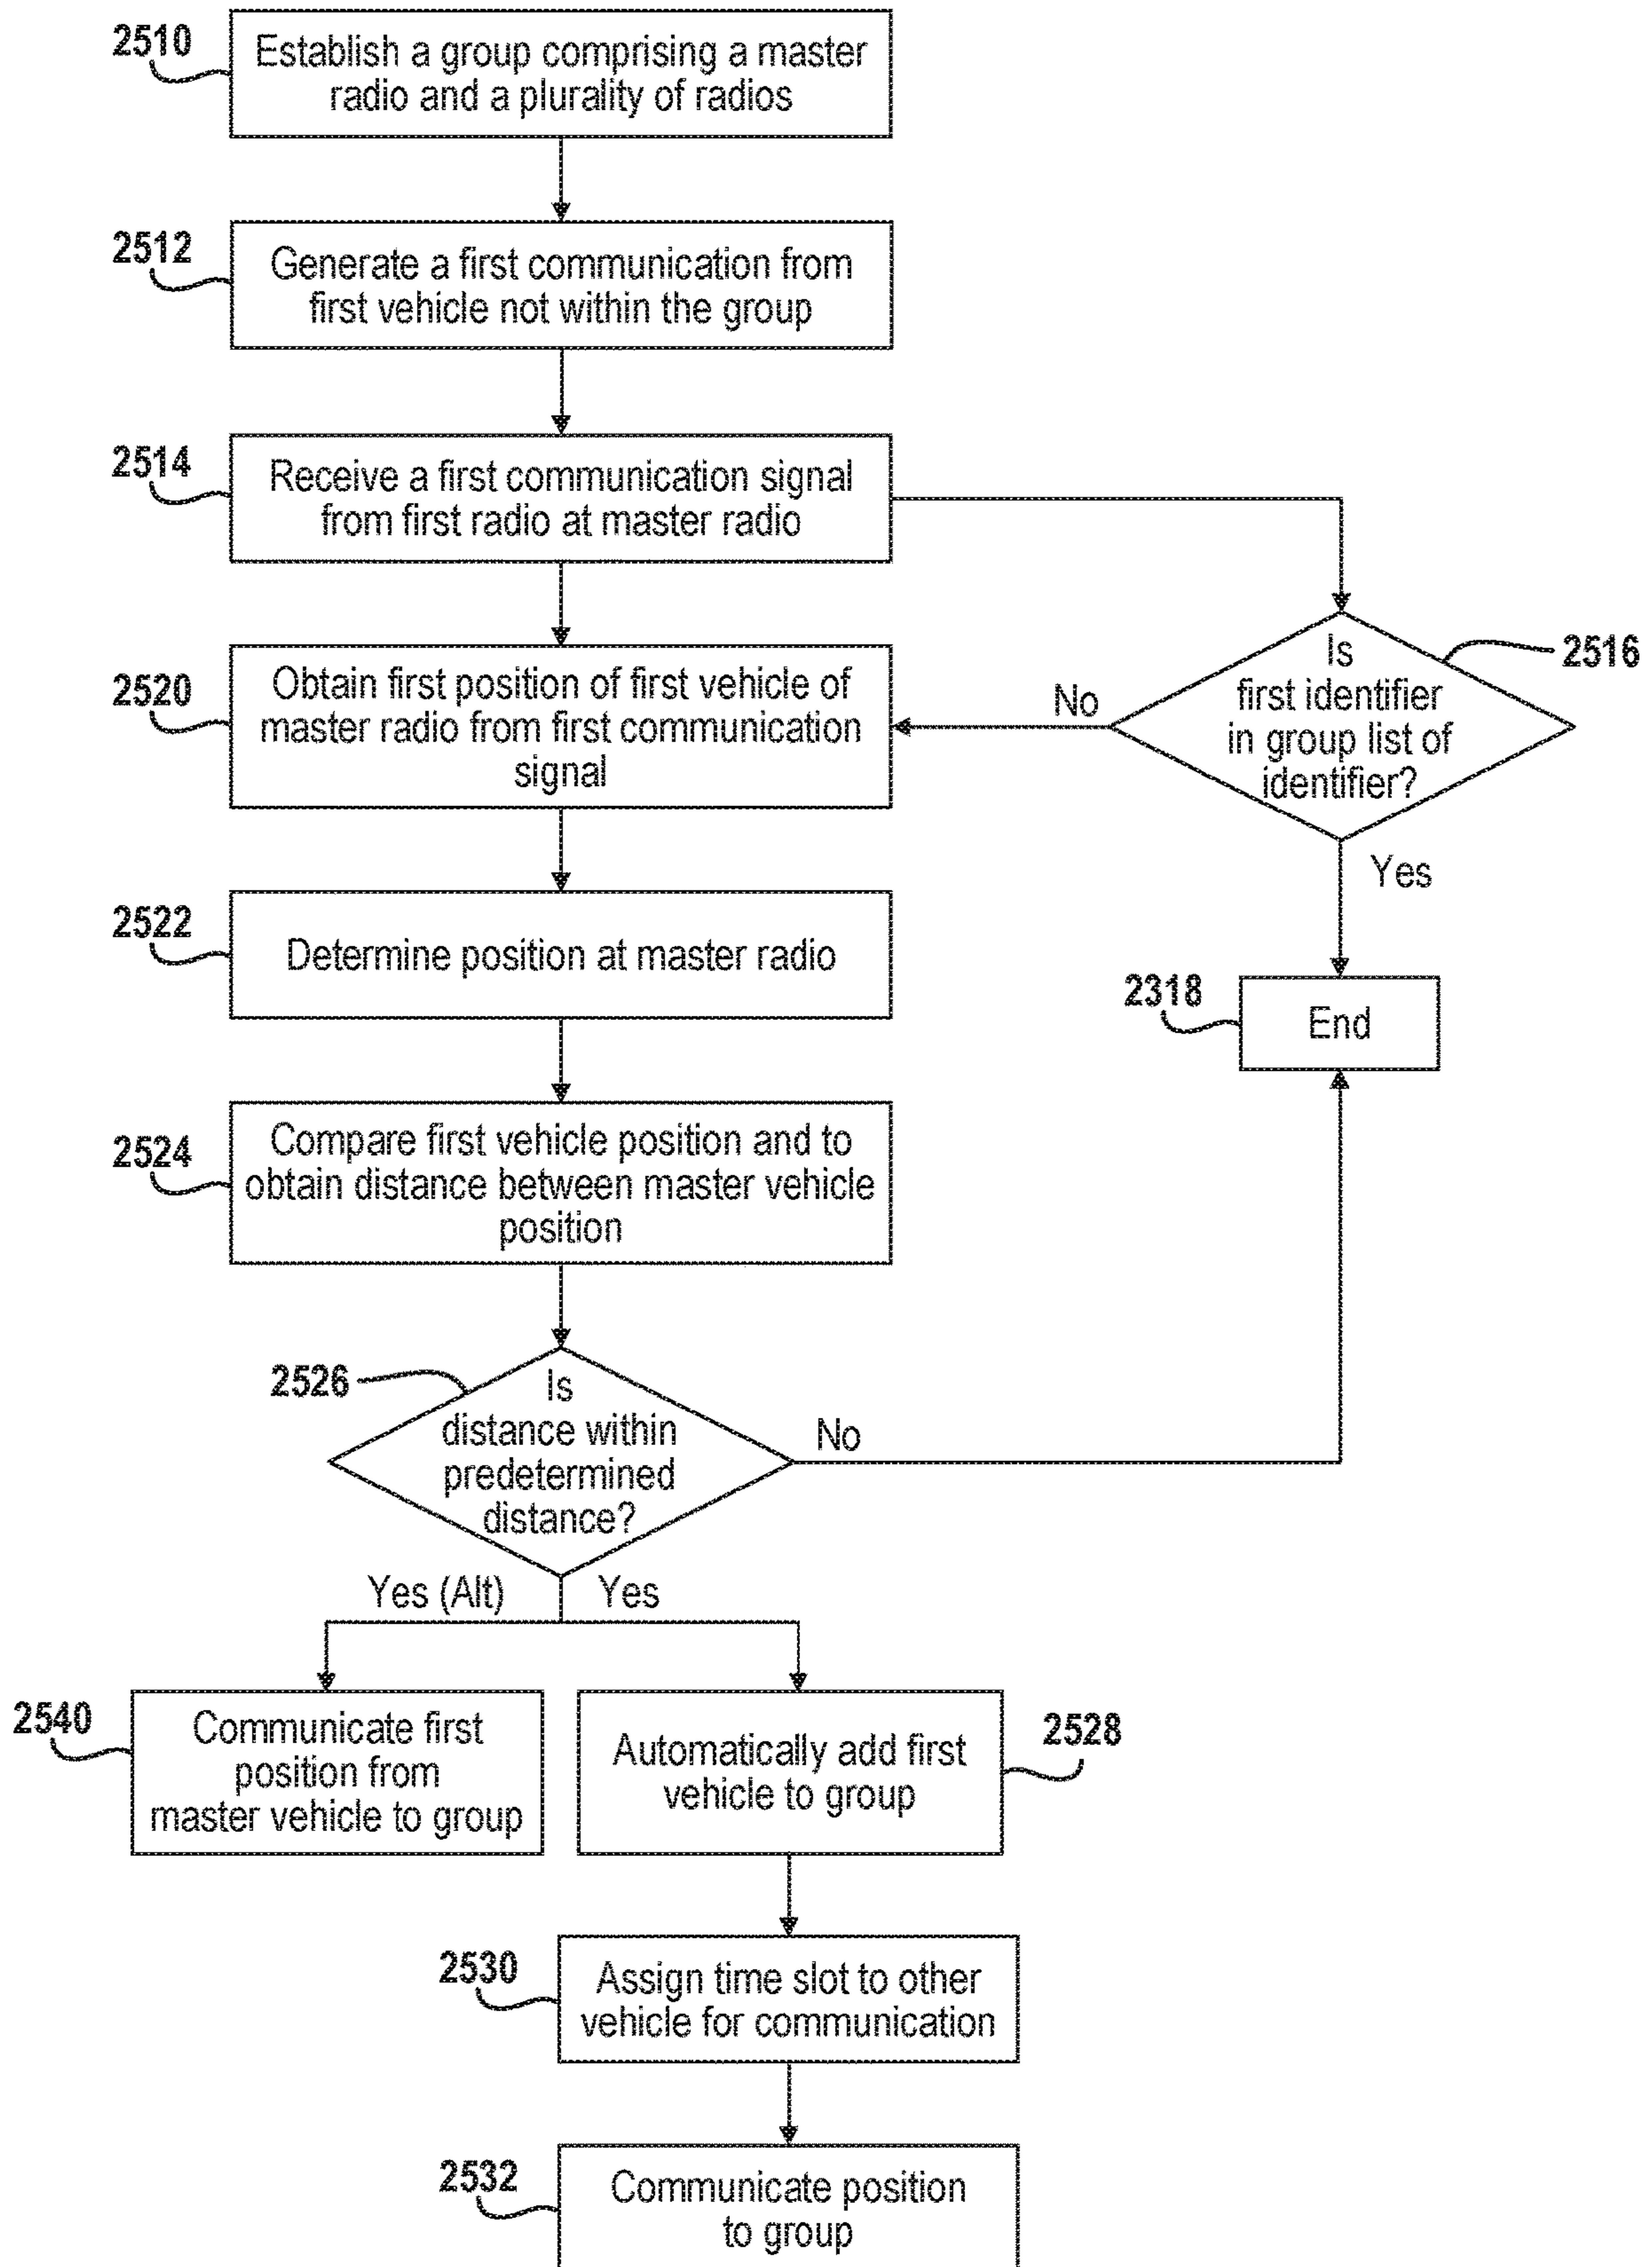 2510
Establish a group comprising a master
radio and a plurality of radios
2512
Generate a first communication from
first vehicle not within the group
2514
Receive a first communication signal
from first radio at master radio
2516
Is
first identifier
in group list of
identifier?
No
Yes
2520
Obtain first position of first vehicle of
master radio from first communication
signal
2522
Determine position at master radio
2318
End
2524
Compare first vehicle position and to
obtain distance between master vehicle
position
2526
Is
distance within
predetermined
distance?
No
Yes (Alt)
Yes
2540
Communicate first
position from
master vehicle to group
2528
Automatically add first
vehicle to group
2530
Assign time slot to other
vehicle for communication
2532
Communicate position
to group